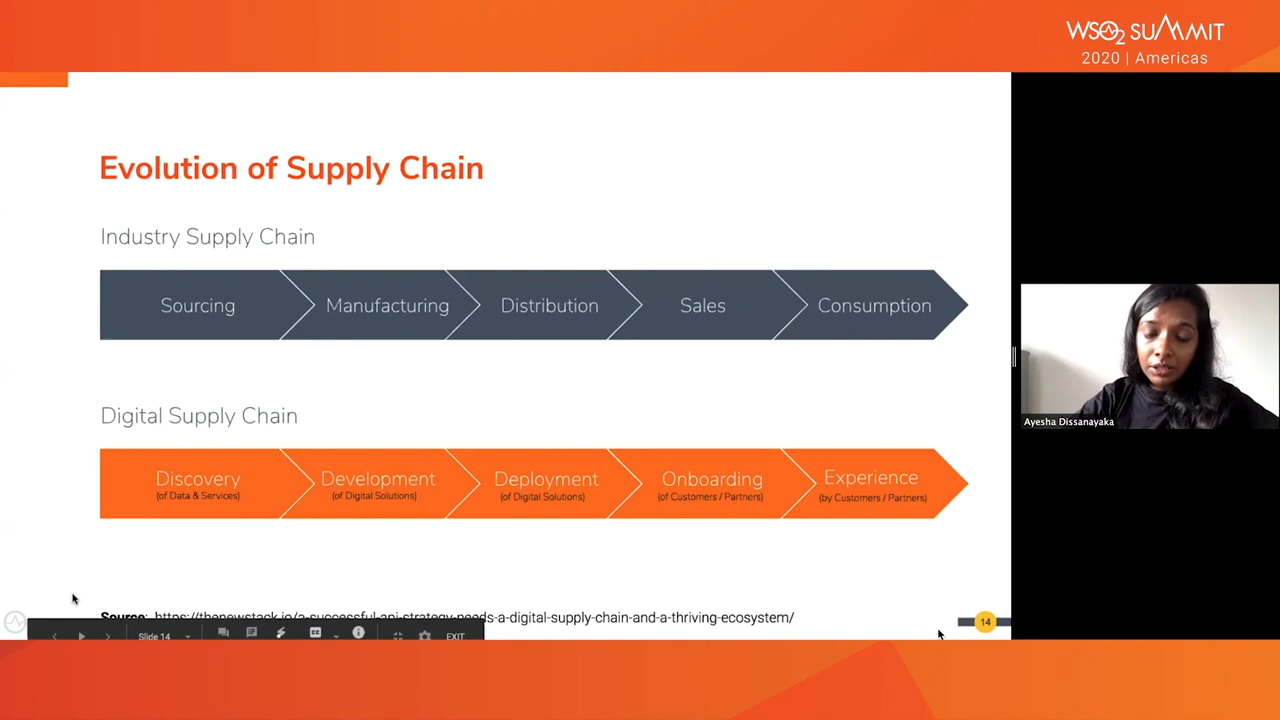 WSO2 SUMMIT
2020 | Americas
Evolution of Supply Chain
Industry Supply Chain
Sourcing
Manufacturing
Distribution
Sales
Consumption
Digital Supply Chain
Discovery
(of Data & Services)
Development
(of Digital Solutions)
Deployment
(of Digital Solutions)
Onboarding
(of Customers / Partners)
Experience
(by Customers / Partners)
Ayesha Dissanayaka
Source: https://thenewstack.io/a-successful-api-strategy-needs-a-digital-supply-chain-and-a-thriving-ecosystem/
Slide 14
CC
EXIT
14